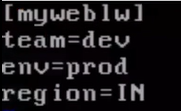 [myweblw]
team=dev
env=prod
region=IN